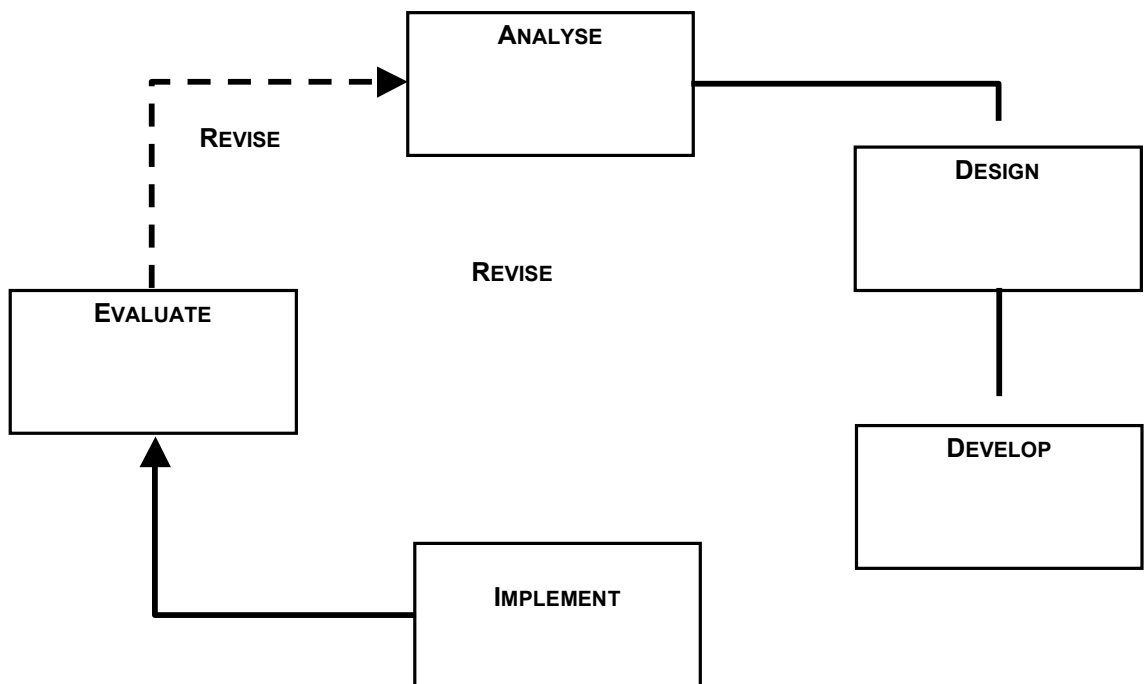 ANALYSE
REVISE
DESIGN
REVISE
EVALUATE
DEVELOP
IMPLEMENT